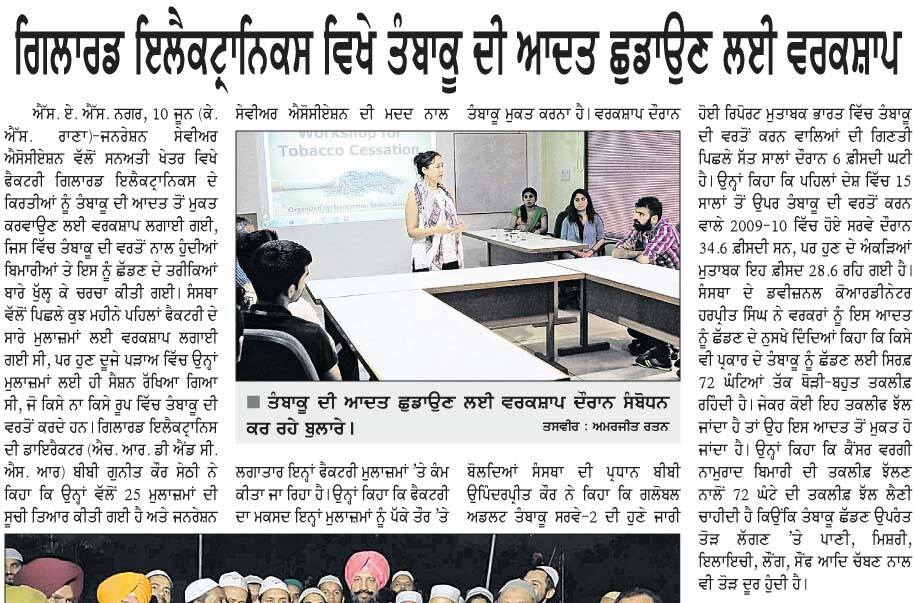 ਗਿਲਾਰਡ ਇਲੈਕਟ੍ਰਾਨਿਕਸ ਵਿਖੇ ਤੰਬਾਕੂ ਦੀ ਆਦਤ ਛੁਡਾਉਣ ਲਈ ਵਰਕਸ਼ਾਪ
ਐੱਸ. ਏ. ਐੱਸ. ਨਗਰ, 10 ਜੂਨ (ਕੇ.
ਐੱਸ. ਰਾਣਾ)-ਜਨਰੇਸ਼ਨ ਸੇਵੀਅਰ
ਐਸੋਸੀਏਸ਼ਨ ਵੱਲੋਂ ਸਨਅਤੀ ਖੇਤਰ ਵਿਖੇ
ਫੈਕਟਰੀ ਗਿਲਾਰਡ ਇਲੈਕਟ੍ਰਾਨਿਕਸ ਦੇ
ਕਿਰਤੀਆਂ ਨੂੰ ਤੰਬਾਕੂ ਦੀ ਆਦਤ ਤੋਂ ਮੁਕਤ
ਕਰਵਾਉਣ ਲਈ ਵਰਕਸ਼ਾਪ ਲਗਾਈ ਗਈ,
ਜਿਸ ਵਿੱਚ ਤੰਬਾਕੂ ਦੀ ਵਰਤੋਂ ਨਾਲ ਹੁੰਦੀਆਂ
ਬਿਮਾਰੀਆਂ ਤੇ ਇਸ ਨੂੰ ਛੱਡਣ ਦੇ ਤਰੀਕਿਆਂ
ਬਾਰੇ ਖੁੱਲ੍ਹ ਕੇ ਚਰਚਾ ਕੀਤੀ ਗਈ। ਸੰਸਥਾ
ਵੱਲੋਂ ਪਿਛਲੇ ਕੁਝ ਮਹੀਨੇ ਪਹਿਲਾਂ ਫੈਕਟਰੀ ਦੇ
ਸਾਰੇ ਮੁਲਾਜ਼ਮਾਂ ਲਈ ਵਰਕਸ਼ਾਪ ਲਗਾਈ
ਗਈ ਸੀ, ਪਰ ਹੁਣ ਦੂਜੇ ਪੜਾਅ ਵਿੱਚ ਉਨ੍ਹਾਂ
ਮੁਲਾਜ਼ਮਾਂ ਲਈ ਹੀ ਸੈਸ਼ਨ ਰੱਖਿਆ ਗਿਆ
ਸੀ, ਜੋ ਕਿਸੇ ਨਾ ਕਿਸੇ ਰੂਪ ਵਿੱਚ ਤੰਬਾਕੂ ਦੀ
ਵਰਤੋਂ ਕਰਦੇ ਹਨ। ਗਿਲਾਰਡ ਇਲੈਕਟ੍ਰਾਨਿਸ
ਦੀ ਡਾਇਰੈਕਟਰ (ਐਚ. ਆਰ. ਡੀ ਐਂਡ ਸੀ.
ਐਸ. ਆਰ) ਬੀਬੀ ਗੁਨੀਤ ਕੌਰ ਸੇਠੀ ਨੇ
ਕਿਹਾ ਕਿ ਉਨ੍ਹਾਂ ਵੱਲੋਂ 25 ਮੁਲਾਜ਼ਮਾਂ ਦੀ
ਸੂਚੀ ਤਿਆਰ ਕੀਤੀ ਗਈ ਹੈ ਅਤੇ ਜਨਰੇਸ਼ਨ
ਸੇਵੀਅਰ ਐਸੋਸੀਏਸ਼ਨ ਦੀ ਮਦਦ ਨਾਲ
Workshop for
Tobacco Cessation
Organization: Generation Saviour Asso
■ ਤੰਬਾਕੂ ਦੀ ਆਦਤ ਛੁਡਾਉਣ ਲਈ ਵਰਕਸ਼ਾਪ ਦੌਰਾਨ ਸੰਬੋਧਨ
ਕਰ ਰਹੇ ਬੁਲਾਰੇ। ਤਸਵੀਰ : ਅਮਰਜੀਤ ਰਤਨ
ਲਗਾਤਾਰ ਇਨ੍ਹਾਂ ਫੈਕਟਰੀ ਮੁਲਾਜ਼ਮਾਂ 'ਤੇ ਕੰਮ
ਕੀਤਾ ਜਾ ਰਿਹਾ ਹੈ। ਉਨ੍ਹਾਂ ਕਿਹਾ ਕਿ ਫੈਕਟਰੀ
ਦਾ ਮਕਸਦ ਇਨ੍ਹਾਂ ਮੁਲਾਜ਼ਮਾਂ ਨੂੰ ਪੱਕੇ ਤੌਰ 'ਤੇ
ਤੰਬਾਕੂ ਮੁਕਤ ਕਰਨਾ ਹੈ। ਵਰਕਸ਼ਾਪ ਦੌਰਾਨ
ਬੋਲਦਿਆਂ ਸੰਸਥਾ ਦੀ ਪ੍ਰਧਾਨ ਬੀਬੀ
ਉਪਿੰਦਰਪ੍ਰੀਤ ਕੌਰ ਨੇ ਕਿਹਾ ਕਿ ਗਲੋਬਲ
ਅਡਲਟ ਤੰਬਾਕੂ ਸਰਵੇ-2 ਦੀ ਹੁਣੇ ਜਾਰੀ
ਹੋਈ ਰਿਪੋਰਟ ਮੁਤਾਬਕ ਭਾਰਤ ਵਿੱਚ ਤੰਬਾਕੂ
ਦੀ ਵਰਤੋਂ ਕਰਨ ਵਾਲਿਆਂ ਦੀ ਗਿਣਤੀ
ਪਿਛਲੇ ਸੱਤ ਸਾਲਾਂ ਦੌਰਾਨ 6 ਫ਼ੀਸਦੀ ਘਟੀ
ਹੈ। ਉਨ੍ਹਾਂ ਕਿਹਾ ਕਿ ਪਹਿਲਾਂ ਦੇਸ਼ ਵਿੱਚ 15
ਸਾਲਾਂ ਤੋਂ ਉਪਰ ਤੰਬਾਕੂ ਦੀ ਵਰਤੋਂ ਕਰਨ
ਵਾਲੇ 2009-10 ਵਿੱਚ ਹੋਏ ਸਰਵੇ ਦੌਰਾਨ
34.6 ਫ਼ੀਸਦੀ ਸਨ, ਪਰ ਹੁਣ ਦੇ ਅੰਕੜਿਆਂ
ਮੁਤਾਬਕ ਇਹ ਫ਼ੀਸਦ 28.6 ਰਹਿ ਗਈ ਹੈ।
ਸੰਸਥਾ ਦੇ ਡਵੀਜ਼ਨਲ ਕੋਆਰਡੀਨੇਟਰ
ਹਰਪ੍ਰੀਤ ਸਿੰਘ ਨੇ ਵਰਕਰਾਂ ਨੂੰ ਇਸ ਆਦਤ
ਨੂੰ ਛੱਡਣ ਦੇ ਨੁਸਖੇ ਦਿੰਦਿਆਂ ਕਿਹਾ ਕਿ ਕਿਸੇ
ਵੀ ਪ੍ਰਕਾਰ ਦੇ ਤੰਬਾਕੂ ਨੂੰ ਛੱਡਣ ਲਈ ਸਿਰਫ਼
72 ਘੰਟਿਆਂ ਤੱਕ ਥੋੜੀ-ਬਹੁਤ ਤਕਲੀਫ
ਰਹਿੰਦੀ ਹੈ। ਜੇਕਰ ਕੋਈ ਇਹ ਤਕਲੀਫ ਝੱਲ
ਜਾਂਦਾ ਹੈ ਤਾਂ ਉਹ ਇਸ ਆਦਤ ਤੋਂ ਮੁਕਤ ਹੋ
ਜਾਂਦਾ ਹੈ। ਉਨ੍ਹਾਂ ਕਿਹਾ ਕਿ ਕੈਂਸਰ ਵਰਗੀ
ਨਾਮੁਰਾਦ ਬਿਮਾਰੀ ਦੀ ਤਕਲੀਫ਼ ਝੱਲਣ
ਨਾਲੋਂ 72 ਘੰਟੇ ਦੀ ਤਕਲੀਫ਼ ਝੱਲ ਲੈਣੀ
ਚਾਹੀਦੀ ਹੈ ਕਿਉਂਕਿ ਤੰਬਾਕੂ ਛੱਡਣ ਉਪਰੰਤ
ਤੋੜ ਲੱਗਣ 'ਤੇ ਪਾਣੀ, ਮਿਸ਼ਰੀ,
ਇਲਾਇਚੀ, ਲੌਂਗ, ਸੌਂਫ ਆਦਿ ਚੱਬਣ ਨਾਲ
ਵੀ ਤੋੜ ਦੂਰ ਹੁੰਦੀ ਹੈ।